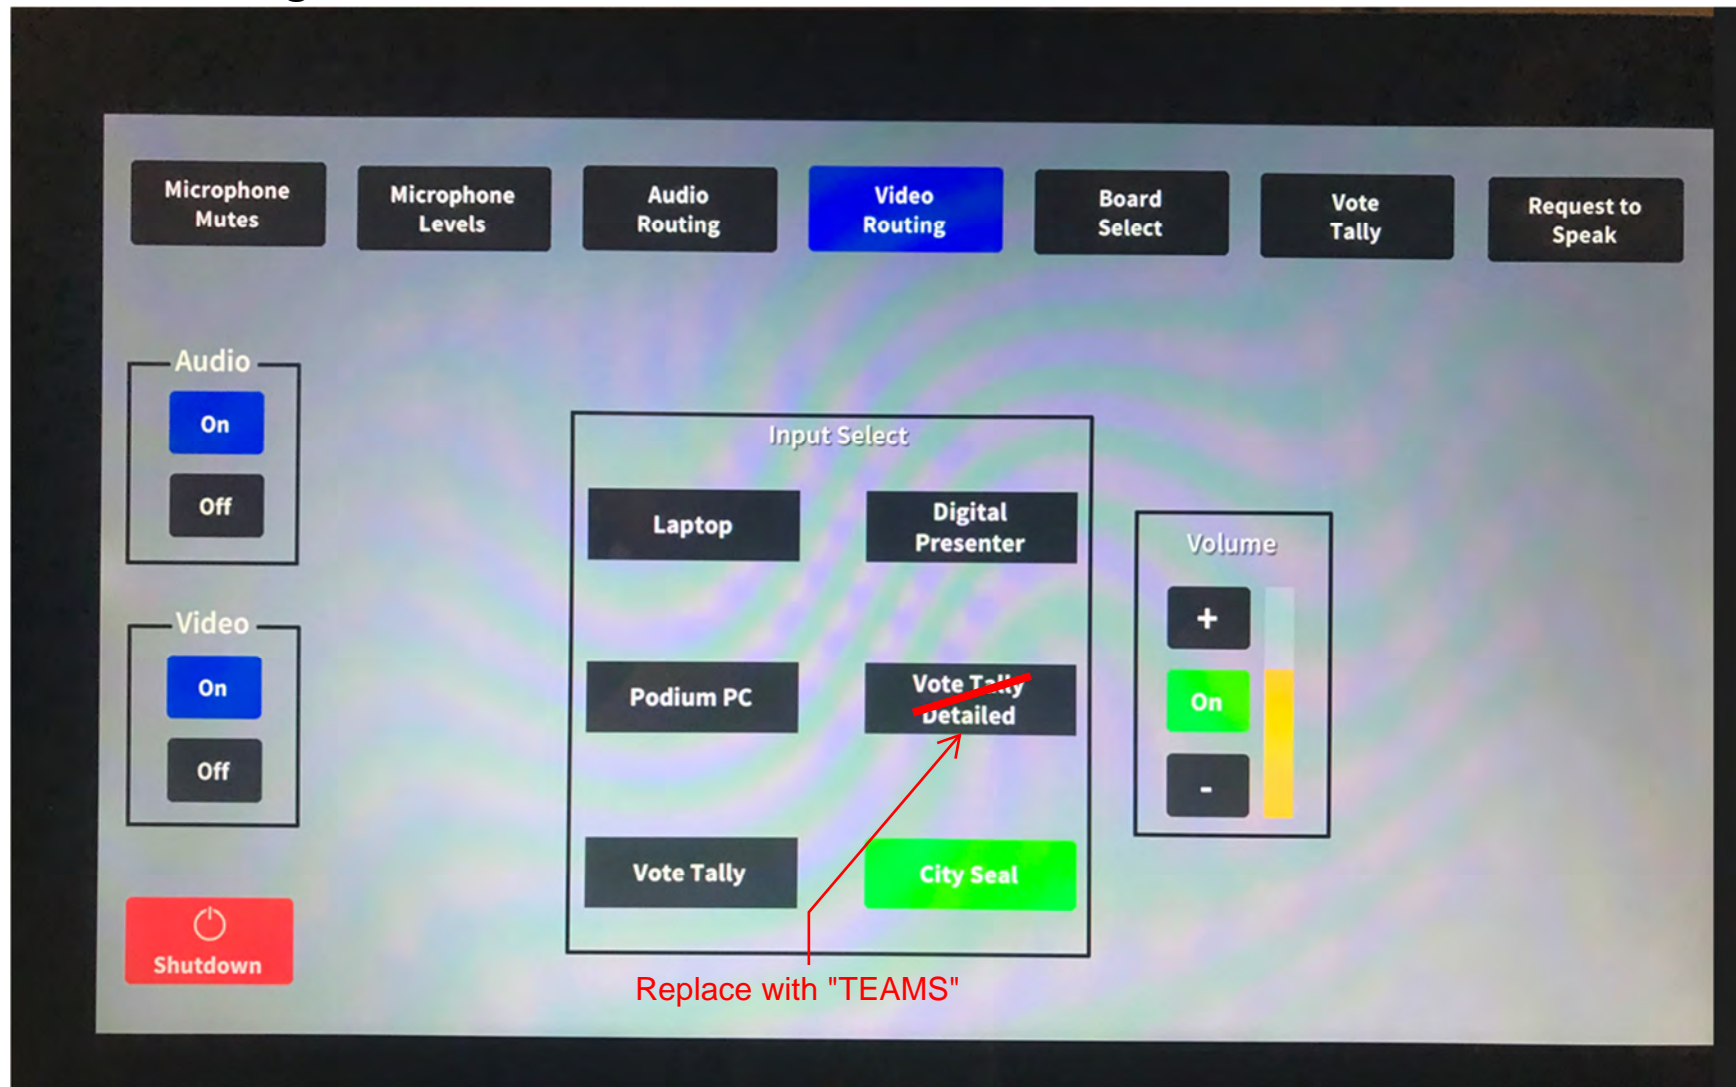 Microphone
Mutes
Microphone
Levels
Audio
Routing
Video
Routing
Board
Select
Vote
Tally
Request to
Speak
Audio
On
Off
Video
On
Off
Shutdown
Input Select
Laptop
Digital
Presenter
Podium PC
Vote Tally
Detailed
Vote Tally
City Seal
Volume
+
On
-
Replace with "TEAMS"